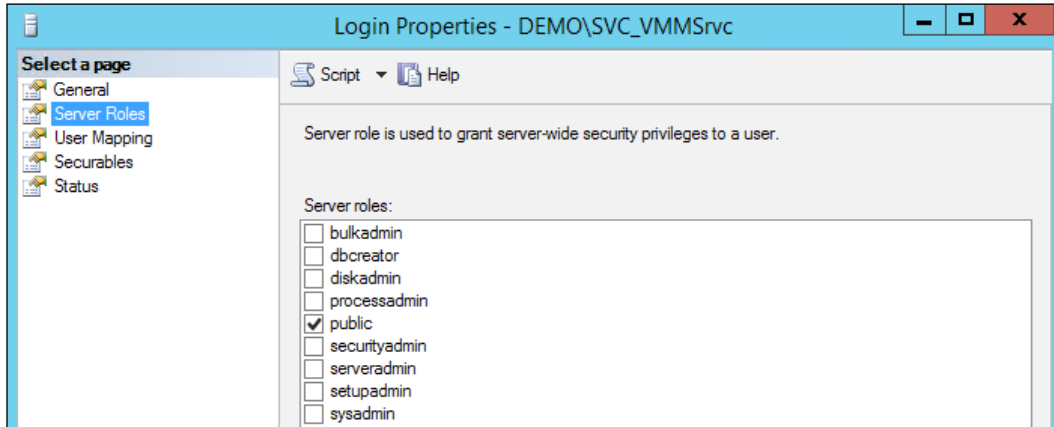 Login Properties - DEMO\SVC_VMMSrvc
Select a page
General
Server Roles
User Mapping
Securables
Status
Script Help
Server role is used to grant server-wide security privileges to a user.
Server roles:
bulkadmin
dbcreator
diskadmin
processadmin
public
securityadmin
serveradmin
setupadmin
sysadmin